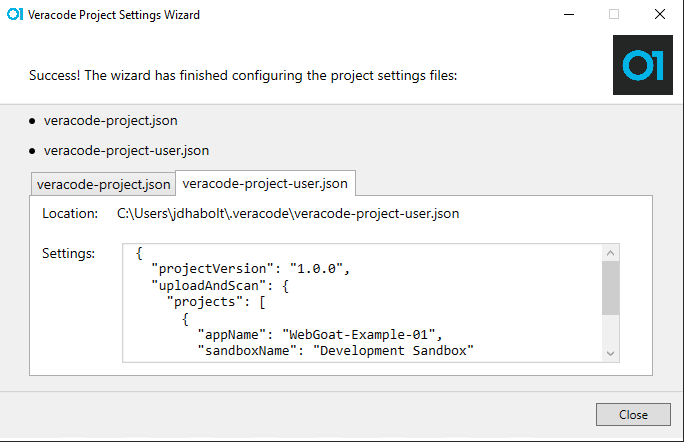 Veracode Project Settings Wizard
Success! The wizard has finished configuring the project settings files:
veracode-project.json
veracode-project-user.json
veracode-project.json veracode-project-user.json
Location: C:\Users\jdhabolt\.veracode\veracode-project-user.json
Settings: {
"projectVersion": "1.0.0",
"uploadAndScan": {
"projects": [
{
"appName": "WebGoat-Example-01",
"sandboxName": "Development Sandbox"
Close